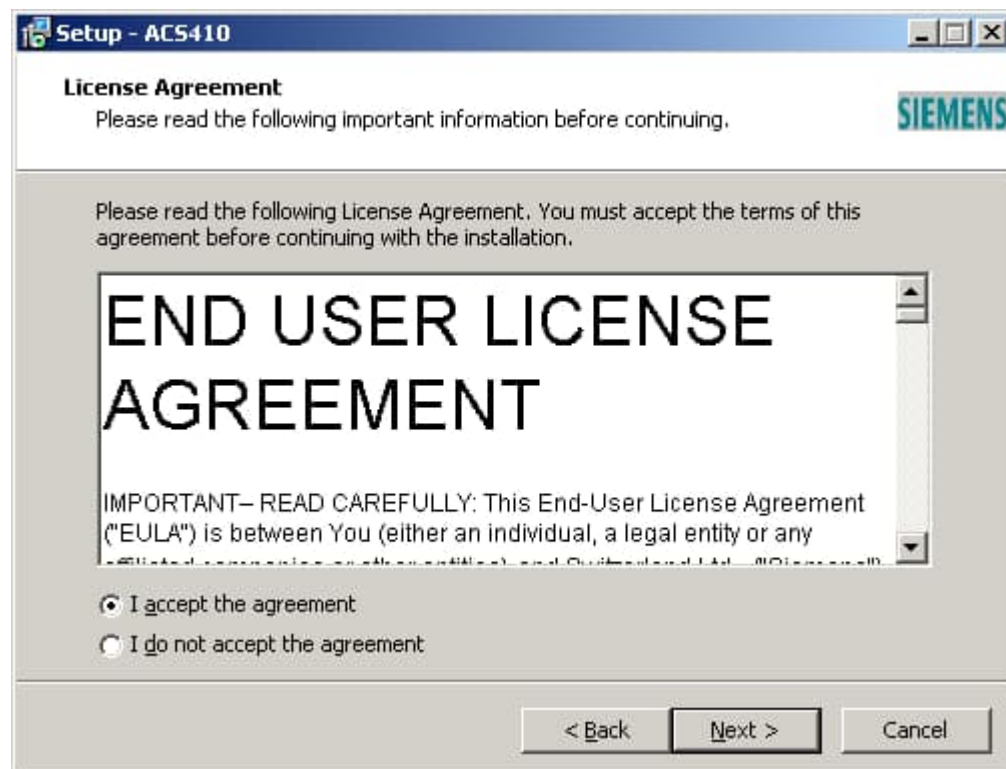 Setup - ACS410
License Agreement
Please read the following important information before continuing.
SIEMENS
Please read the following License Agreement. You must accept the terms of this
agreement before continuing with the installation.
END USER LICENSE
AGREEMENT
IMPORTANT– READ CAREFULLY: This End-User License Agreement
("EULA") is between You (either an individual, a legal entity or any
I accept the agreement
I do not accept the agreement
< Back
Next >
Cancel